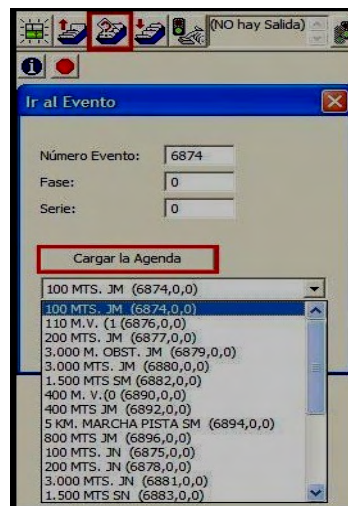 (NO hay Salida)
Ir al Evento
Número Evento: 6874
Fase: 0
Serie: 0
Cargar la Agenda
100 MTS. JM (6874,0,0)
100 MTS. JM (6874,0,0)
110 M.V. (1 (6876,0,0)
200 MTS. JM (6877,0,0)
3.000 M. OBST. JM (6879,0,0)
3.000 MTS. JM (6880,0,0)
1.500 MTS SM (6882,0,0)
400 M. V.(0 (6890,0,0)
400 MTS JM (6892,0,0)
5 KM. MARCHA PISTA SM (6894,0,0)
800 MTS JM (6896,0,0)
100 MTS. JN (6875,0,0)
200 MTS. JN (6878,0,0)
3.000 MTS. JN (6881,0,0)
1.500 MTS SN (6883,0,0)